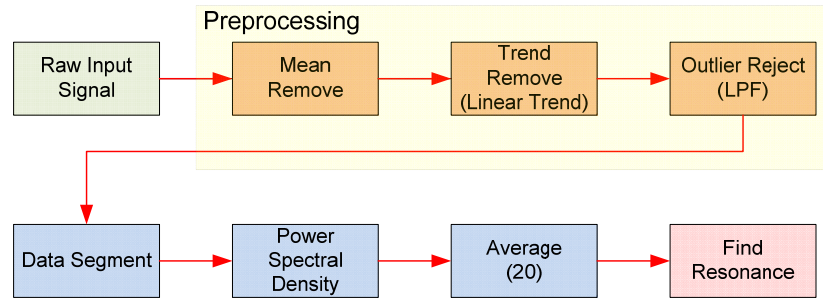 Preprocessing
Raw Input
Signal
Mean
Remove
Trend
Remove
(Linear Trend)
Outlier Reject
(LPF)
Data Segment
Power
Spectral
Density
Average
(20)
Find
Resonance